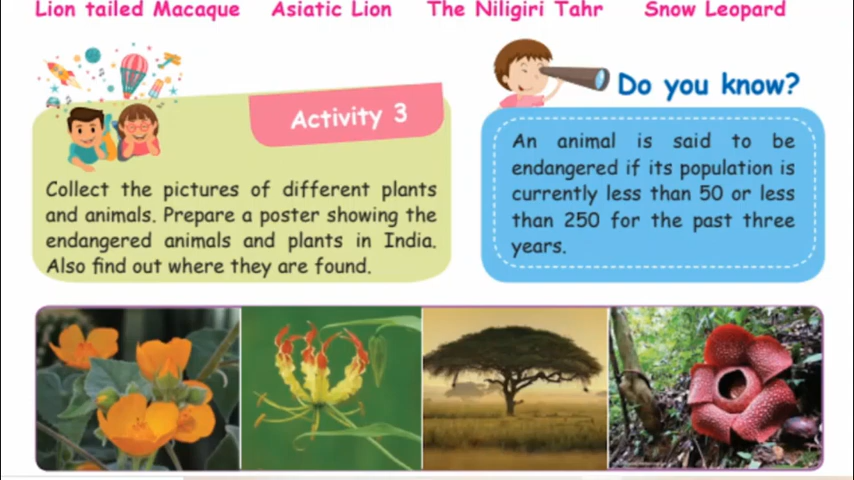 Lion tailed Macaque Asiatic Lion The Niligiri Tahr Snow Leopard
Activity 3
Collect the pictures of different plants
and animals. Prepare a poster showing the
endangered animals and plants in India.
Also find out where they are found.
Do you know?
An animal is said to be
endangered if its population is
currently less than 50 or less
than 250 for the past three
years.